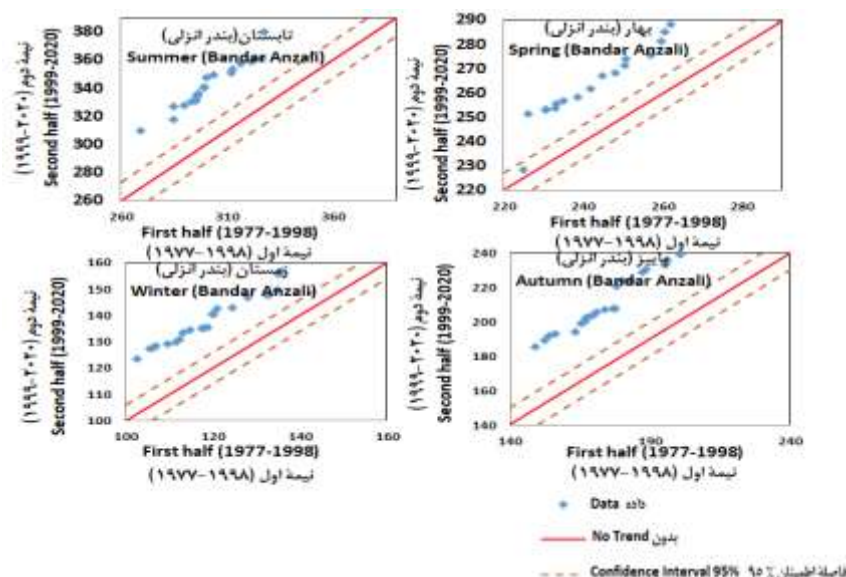 تابستان(بندر انزلی)
Summer (Bandar Anzali)
نیمهٔ دوم (۱۹۹۹-۲۰۲۰)
Second half (1999-2020)
380
360
340
320
300
280
260
260
310
360
First half (1977-1998)
نیمهٔ اول (۱۹۷۷-۱۹۹۸)
بهار (بندر انزلی)
Spring (Bandar Anzali)
نیمهٔ دوم (۱۹۹۹-۲۰۲۰)
Second half (1999-2020)
290
280
270
260
250
240
230
220
220
240
260
280
First half (1977-1998)
نیمهٔ اول (۱۹۷۷-۱۹۹۸)
زمستان (بندر انزلی)
Winter (Bandar Anzali)
نیمهٔ دوم (۱۹۹۹-۲۰۲۰)
Second half (1999-2020)
160
150
140
130
120
110
100
100
120
140
160
First half (1977-1998)
نیمهٔ اول (۱۹۷۷-۱۹۹۸)
پاییز (بندر انزلی)
Autumn (Bandar Anzali)
نیمهٔ دوم (۱۹۹۹-۲۰۲۰)
Second half (1999-2020)
240
220
200
180
160
140
140
190
240
First half (1977-1998)
نیمهٔ اول (۱۹۷۷-۱۹۹۸)
Data داده
No Trend بدون
Confidence Interval 95% فاصلهٔ ۹۵٪